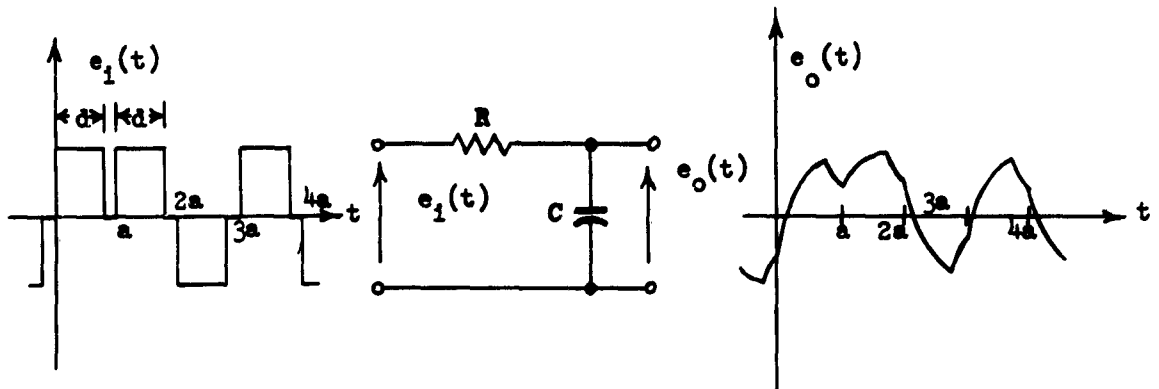 e_i(t)
d d
2a 4a t
a 3a
R
e_i(t)
C
e_o(t)
e_o(t)
3a t
a 2a 4a